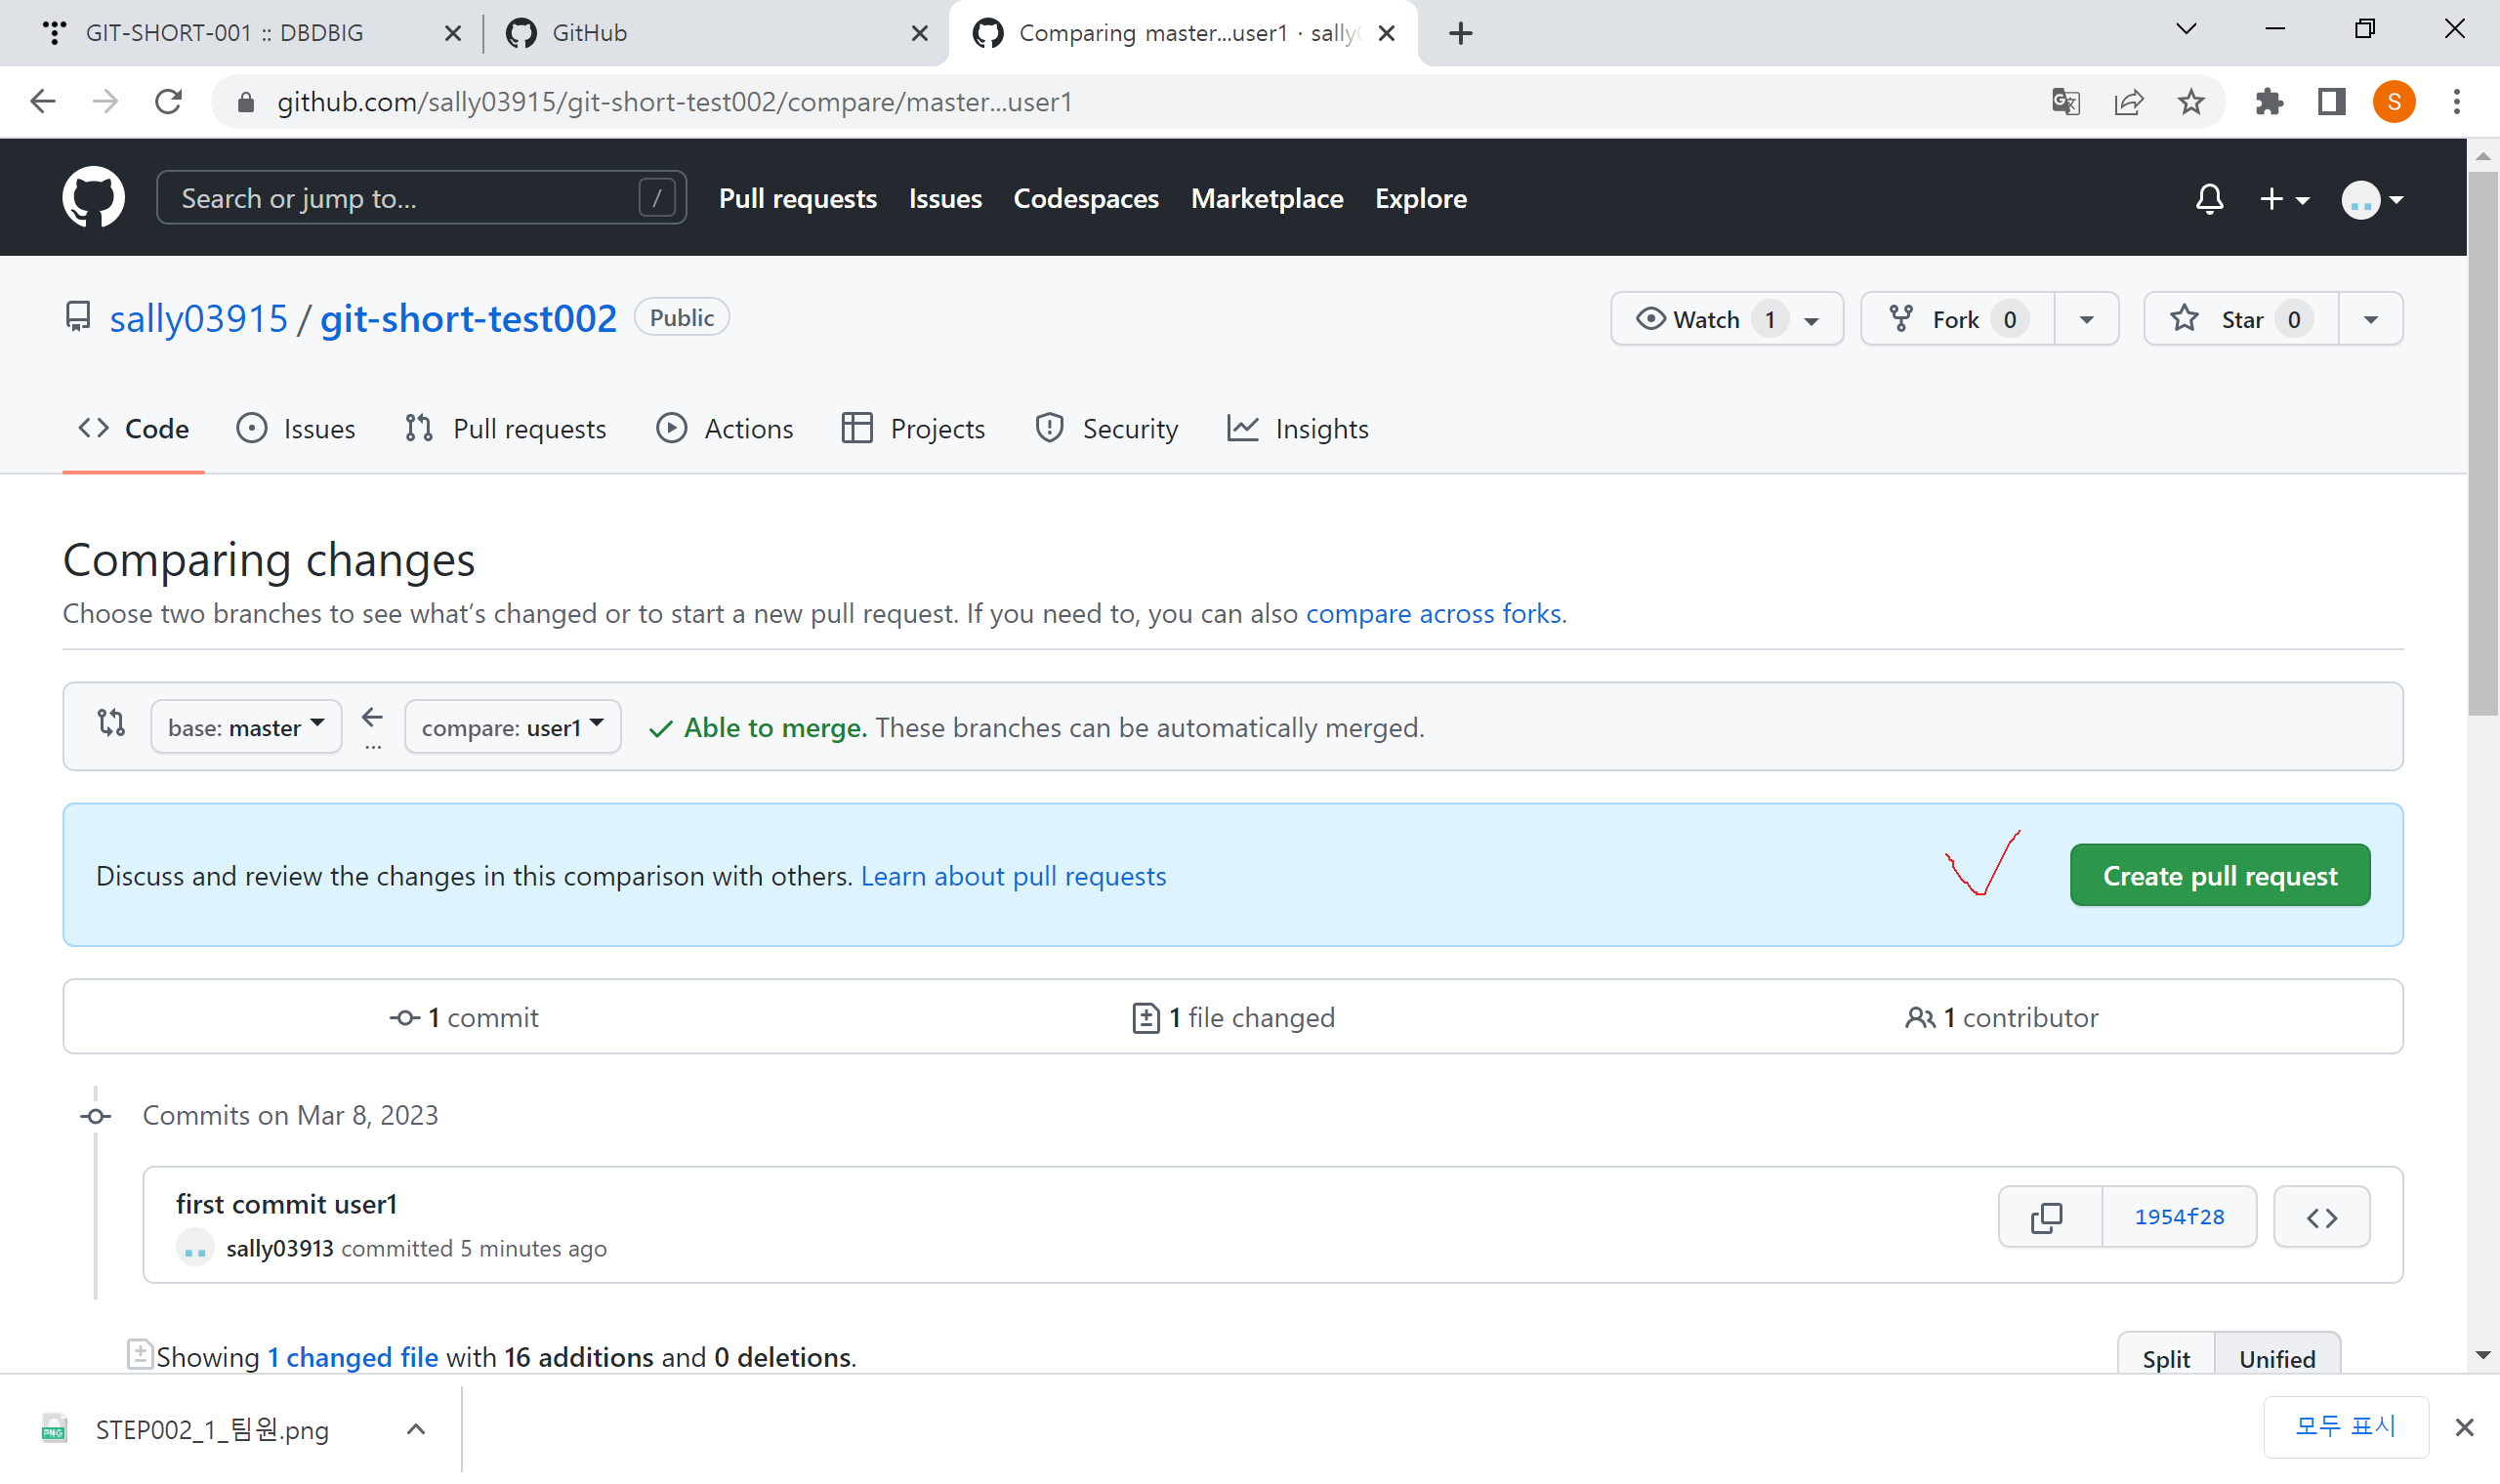 GIT-SHORT-001 :: DBDBIG
GitHub
Comparing master...user1 · sally
github.com/sally03915/git-short-test002/compare/master...user1
S
Search or jump to...
/
Pull requests
Issues
Codespaces
Marketplace
Explore
sally03915 / git-short-test002
Public
Watch 1
Fork 0
Star 0
Code
Issues
Pull requests
Actions
Projects
Security
Insights
Comparing changes
Choose two branches to see what’s changed or to start a new pull request. If you need to, you can also compare across forks.
base: master
...
compare: user1
Able to merge. These branches can be automatically merged.
Discuss and review the changes in this comparison with others. Learn about pull requests
Create pull request
1 commit
1 file changed
1 contributor
Commits on Mar 8, 2023
first commit user1
1954f28
sally03913 committed 5 minutes ago
Showing 1 changed file with 16 additions and 0 deletions.
Split
Unified
PNG
STEP002_1_팀원.png
모두 표시